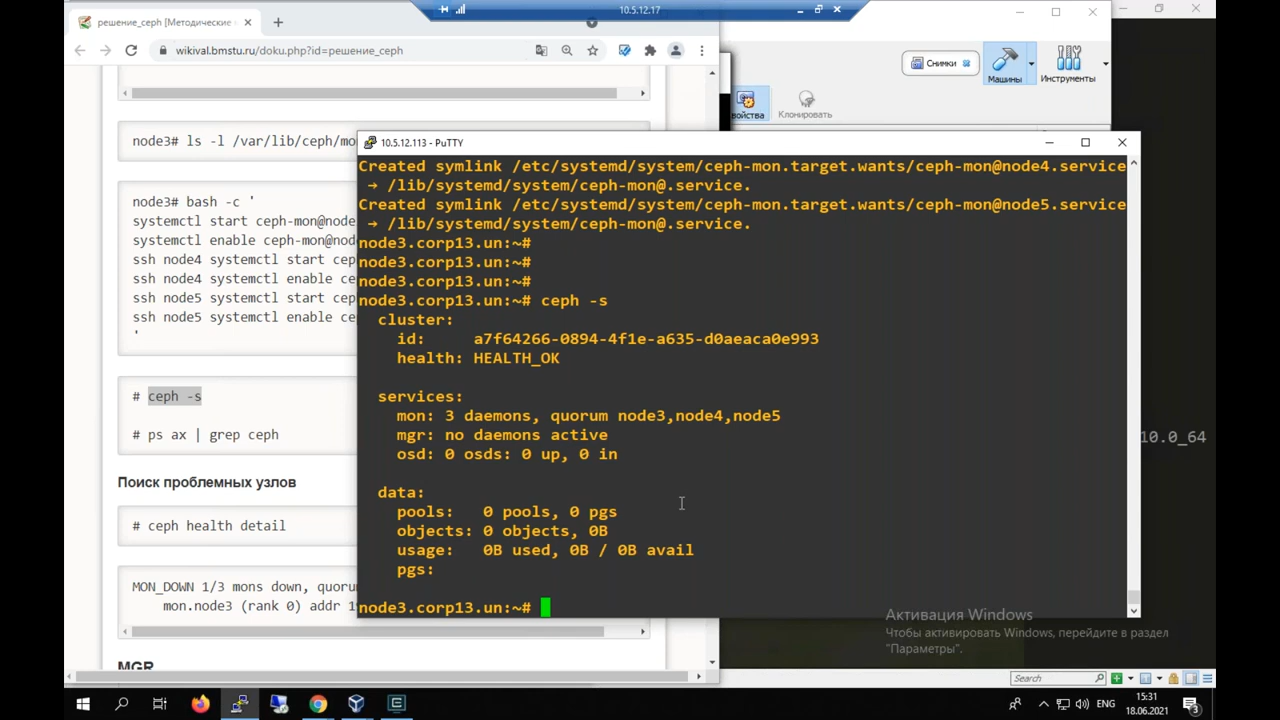 решение_ceph [Методические
10.5.12.17
wikival.bmstu.ru/doku.php?id=решение_ceph
Снимки
Машины
Инструменты
войства
Клонировать
node3# ls -l /var/lib/ceph/mo
node3# bash -c '
systemctl start ceph-mon@node
systemctl enable ceph-mon@nod
ssh node4 systemctl start cep
ssh node4 systemctl enable ce
ssh node5 systemctl start cep
ssh node5 systemctl enable ce
'
# ceph -s
# ps ax | grep ceph
Поиск проблемных узлов
# ceph health detail
MON_DOWN 1/3 mons down, quoru
mon.node3 (rank 0) addr 1
MGR
10.5.12.113 - PuTTY
Created symlink /etc/systemd/system/ceph-mon.target.wants/ceph-mon@node4.service
→ /lib/systemd/system/ceph-mon@.service.
Created symlink /etc/systemd/system/ceph-mon.target.wants/ceph-mon@node5.service
→ /lib/systemd/system/ceph-mon@.service.
node3.corp13.un:~#
node3.corp13.un:~#
node3.corp13.un:~#
node3.corp13.un:~# ceph -s
cluster:
id: a7f64266-0894-4f1e-a635-d0aeaca0e993
health: HEALTH_OK
services:
mon: 3 daemons, quorum node3,node4,node5
mgr: no daemons active
osd: 0 osds: 0 up, 0 in
data:
pools: 0 pools, 0 pgs
objects: 0 objects, 0B
usage: 0B used, 0B / 0B avail
pgs:
node3.corp13.un:~#
10.0_64
Активация Windows
Чтобы активировать Windows, перейдите в раздел
"Параметры".
Search
ENG
15:31
18.06.2021
3